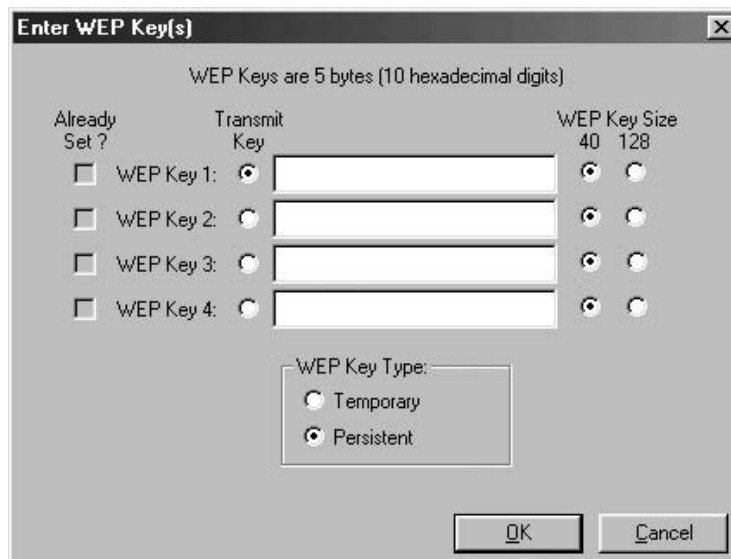 Enter WEP Key(s)
WEP Keys are 5 bytes (10 hexadecimal digits)
Already Set ?
Transmit Key
WEP Key Size
40 128
WEP Key 1:
WEP Key 2:
WEP Key 3:
WEP Key 4:
WEP Key Type:
Temporary
Persistent
OK Cancel